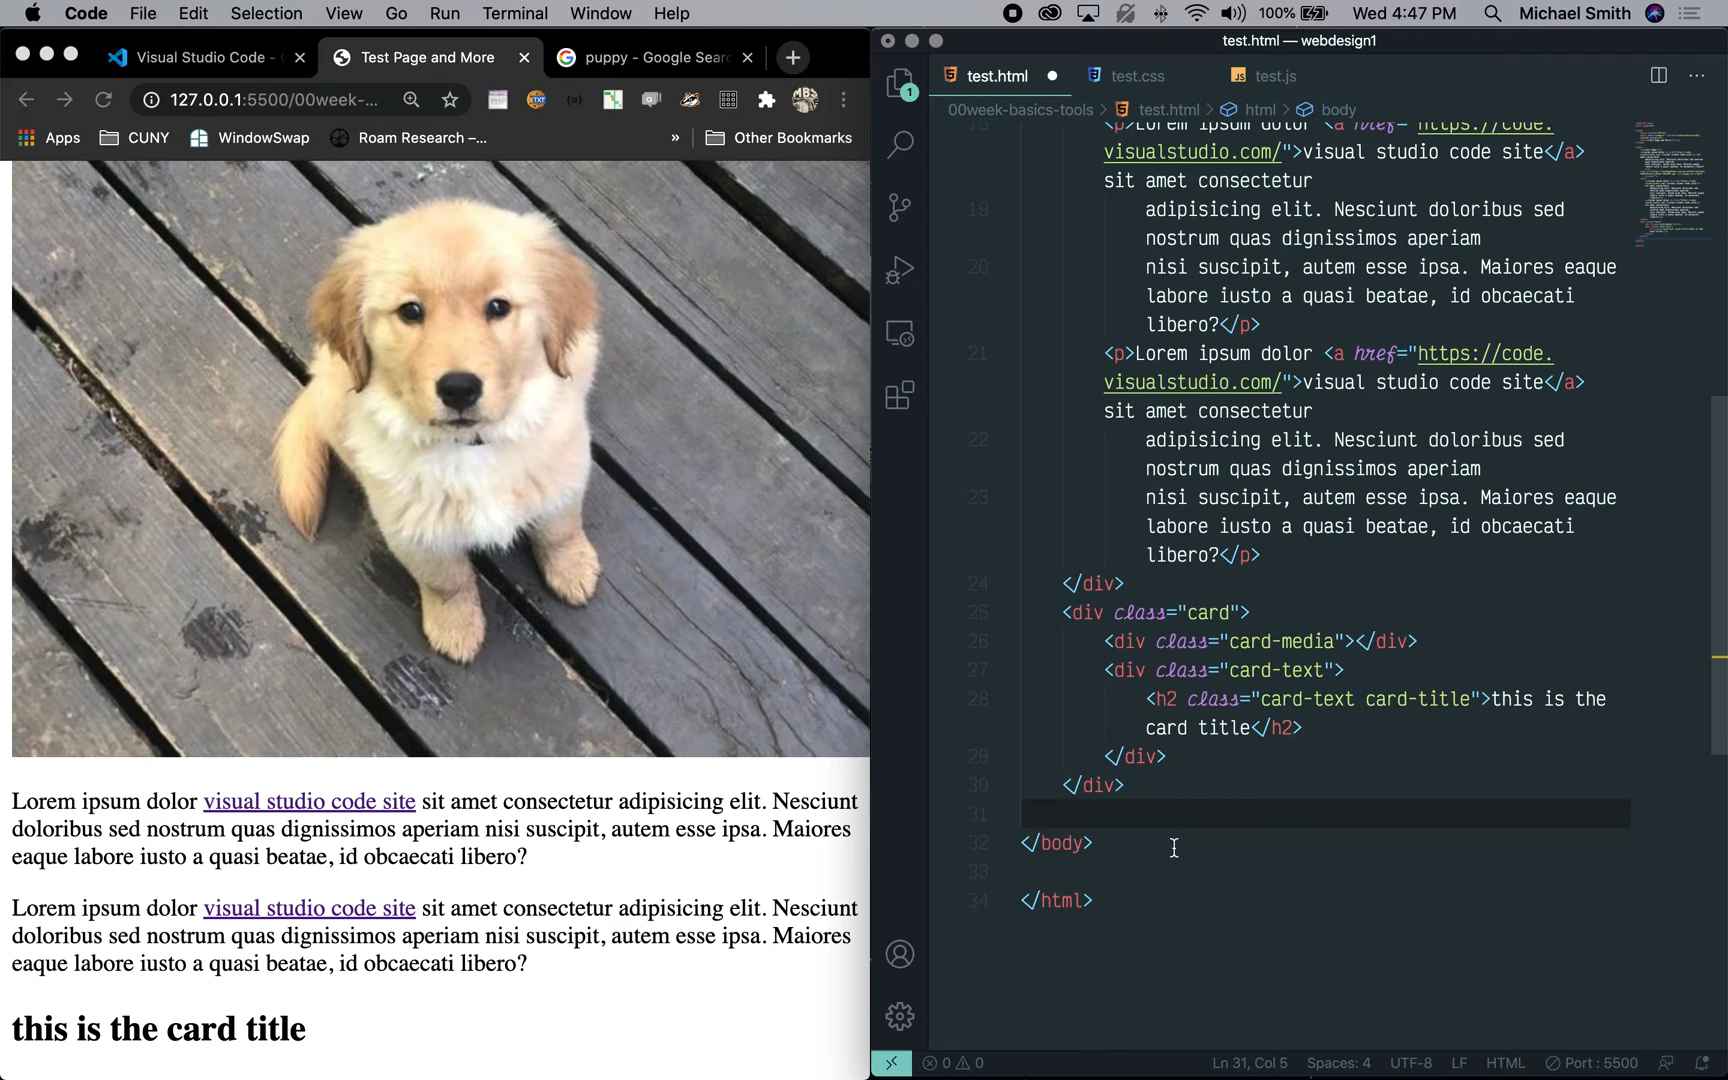 Code File Edit Selection View Go Run Terminal Window Help 100% Wed 4:47 PM Michael Smith
Visual Studio Code - Test Page and More puppy - Google Searc
127.0.0.1:5500/00week-...
Apps CUNY WindowSwap Roam Research –... » Other Bookmarks
Lorem ipsum dolor visual studio code site sit amet consectetur adipisicing elit. Nesciunt
doloribus sed nostrum quas dignissimos aperiam nisi suscipit, autem esse ipsa. Maiores
eaque labore iusto a quasi beatae, id obcaecati libero?
Lorem ipsum dolor visual studio code site sit amet consectetur adipisicing elit. Nesciunt
doloribus sed nostrum quas dignissimos aperiam nisi suscipit, autem esse ipsa. Maiores
eaque labore iusto a quasi beatae, id obcaecati libero?
this is the card title
test.html — webdesign1
1
test.html test.css JS test.js
00week-basics-tools > test.html > html > body
18 <p>Lorem ipsum dolor <a href="https://code.
visualstudio.com/">visual studio code site</a>
sit amet consectetur
19 adipisicing elit. Nesciunt doloribus sed
nostrum quas dignissimos aperiam
20 nisi suscipit, autem esse ipsa. Maiores eaque
labore iusto a quasi beatae, id obcaecati
libero?</p>
21 <p>Lorem ipsum dolor <a href="https://code.
visualstudio.com/">visual studio code site</a>
sit amet consectetur
22 adipisicing elit. Nesciunt doloribus sed
nostrum quas dignissimos aperiam
23 nisi suscipit, autem esse ipsa. Maiores eaque
labore iusto a quasi beatae, id obcaecati
libero?</p>
24 </div>
25 <div class="card">
26 <div class="card-media"></div>
27 <div class="card-text">
28 <h2 class="card-text card-title">this is the
card title</h2>
29 </div>
30 </div>
31
32 </body>
33
34 </html>
0 0 Ln 31, Col 5 Spaces: 4 UTF-8 LF HTML Port : 5500